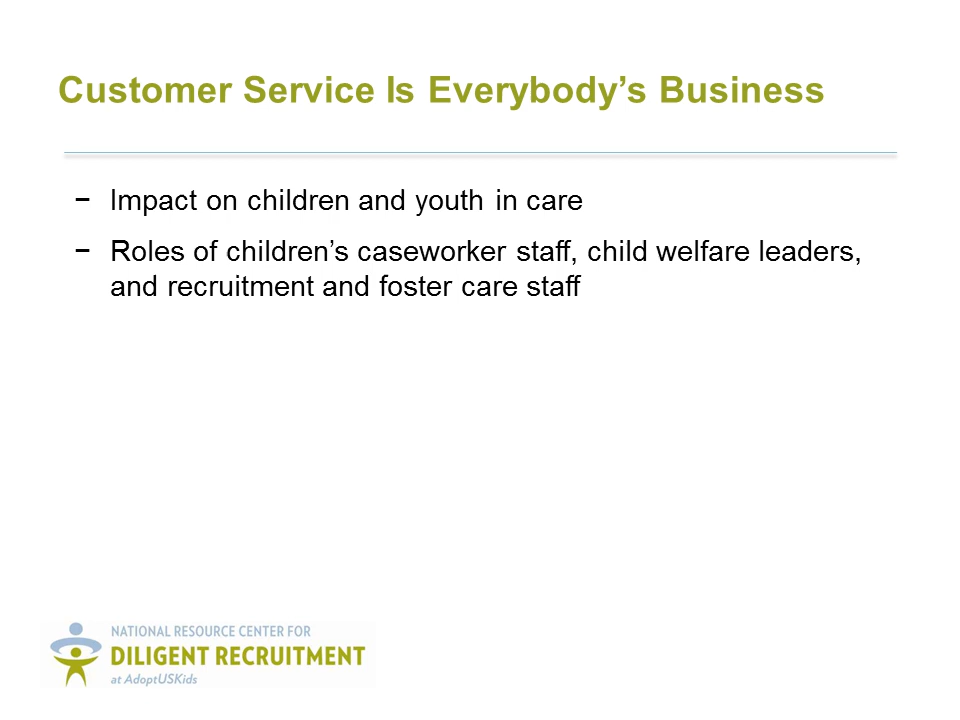 Customer Service Is Everybody’s Business
− Impact on children and youth in care
− Roles of children’s caseworker staff, child welfare leaders,
and recruitment and foster care staff
NATIONAL RESOURCE CENTER FOR
DILIGENT RECRUITMENT
at AdoptUSKids